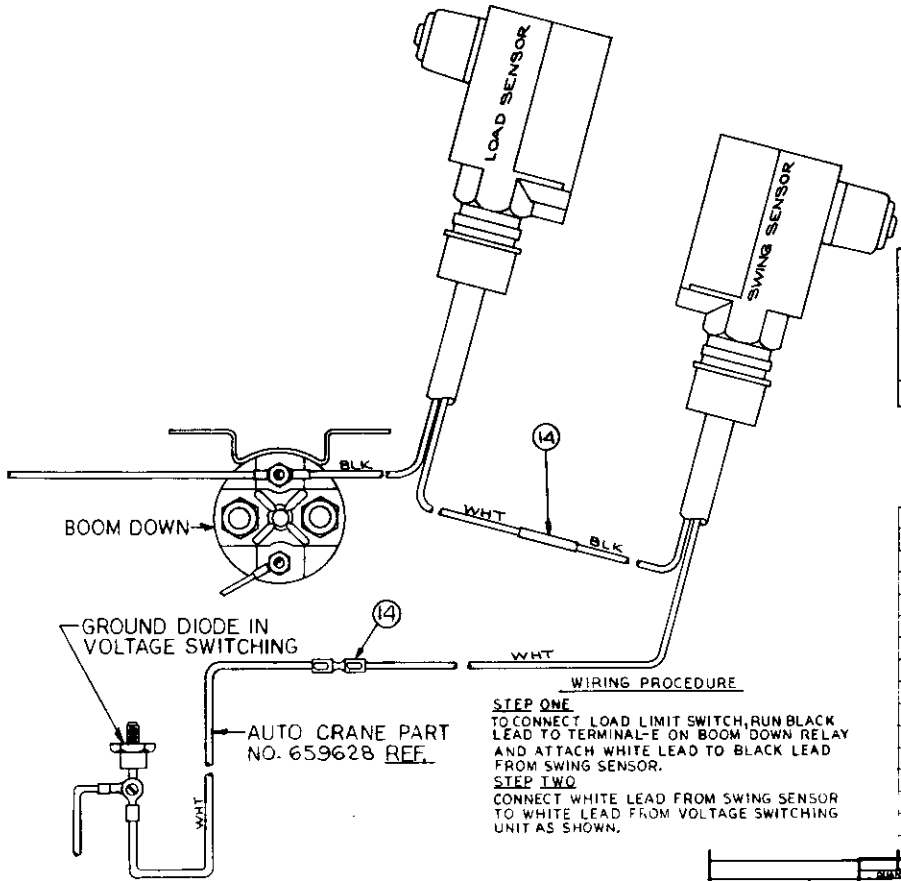 LOAD SENSOR
SWING SENSOR
14
BLK
WHT
BLK
BOOM DOWN
14
GROUND DIODE IN
VOLTAGE SWITCHING
WHT
WIRING PROCEDURE
STEP ONE
TO CONNECT LOAD LIMIT SWITCH, RUN BLACK
LEAD TO TERMINAL-E ON BOOM DOWN RELAY
AND ATTACH WHITE LEAD TO BLACK LEAD
FROM SWING SENSOR.
STEP TWO
CONNECT WHITE LEAD FROM SWING SENSOR
TO WHITE LEAD FROM VOLTAGE SWITCHING
UNIT AS SHOWN.
AUTO CRANE PART
NO. 659628 REF.
WHT